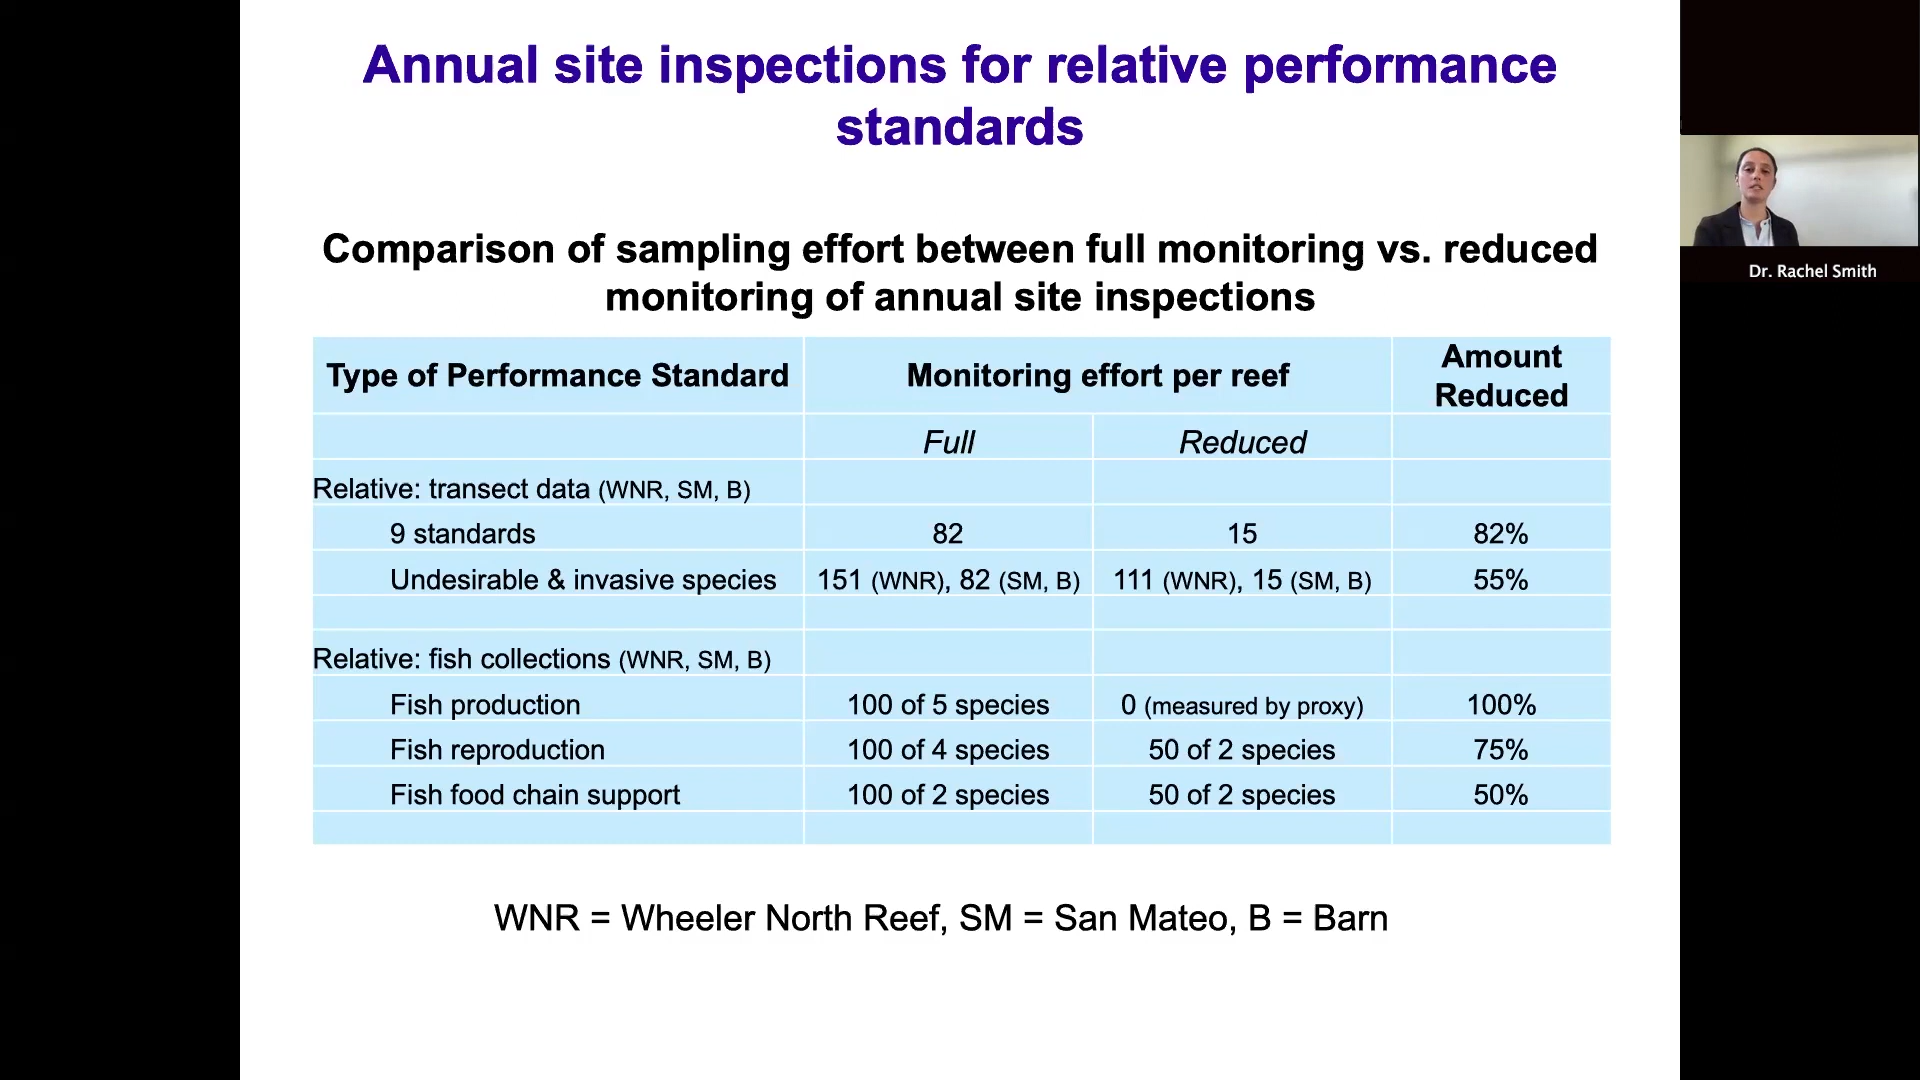 Annual site inspections for relative performance
standards
Comparison of sampling effort between full monitoring vs. reduced
monitoring of annual site inspections
Type of Performance Standard Monitoring effort per reef Amount Reduced
Full Reduced
Relative: transect data (WNR, SM, B)
9 standards 82 15 82%
Undesirable & invasive species 151 (WNR), 82 (SM, B) 111 (WNR), 15 (SM, B) 55%
Relative: fish collections (WNR, SM, B)
Fish production 100 of 5 species 0 (measured by proxy) 100%
Fish reproduction 100 of 4 species 50 of 2 species 75%
Fish food chain support 100 of 2 species 50 of 2 species 50%
WNR = Wheeler North Reef, SM = San Mateo, B = Barn
Dr. Rachel Smith